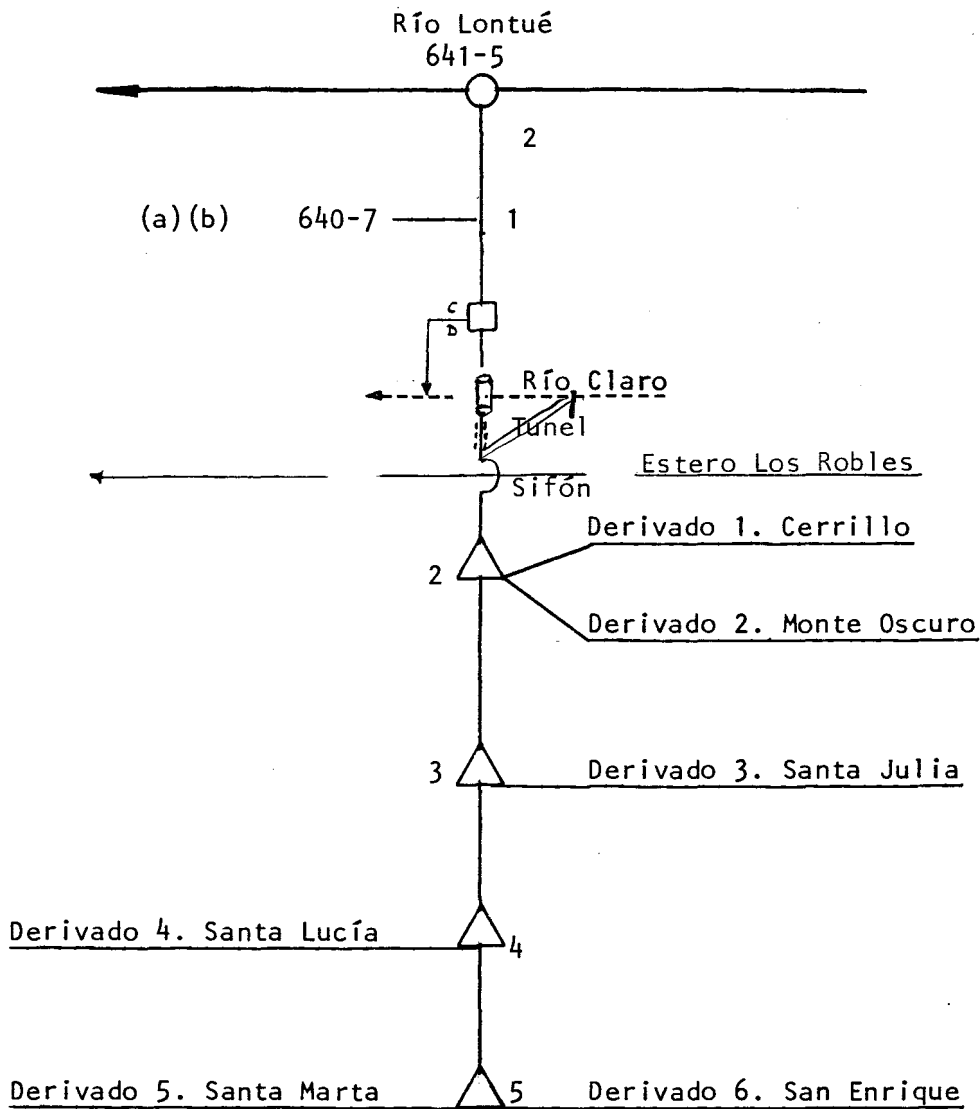 Río Lontué
641-5
2
(a)(b) 640-7 1
C
D
Río Claro
Tunel
Estero Los Robles
Sifón
Derivado 1. Cerrillo
2
Derivado 2. Monte Oscuro
3 Derivado 3. Santa Julia
Derivado 4. Santa Lucía 4
Derivado 5. Santa Marta 5 Derivado 6. San Enrique